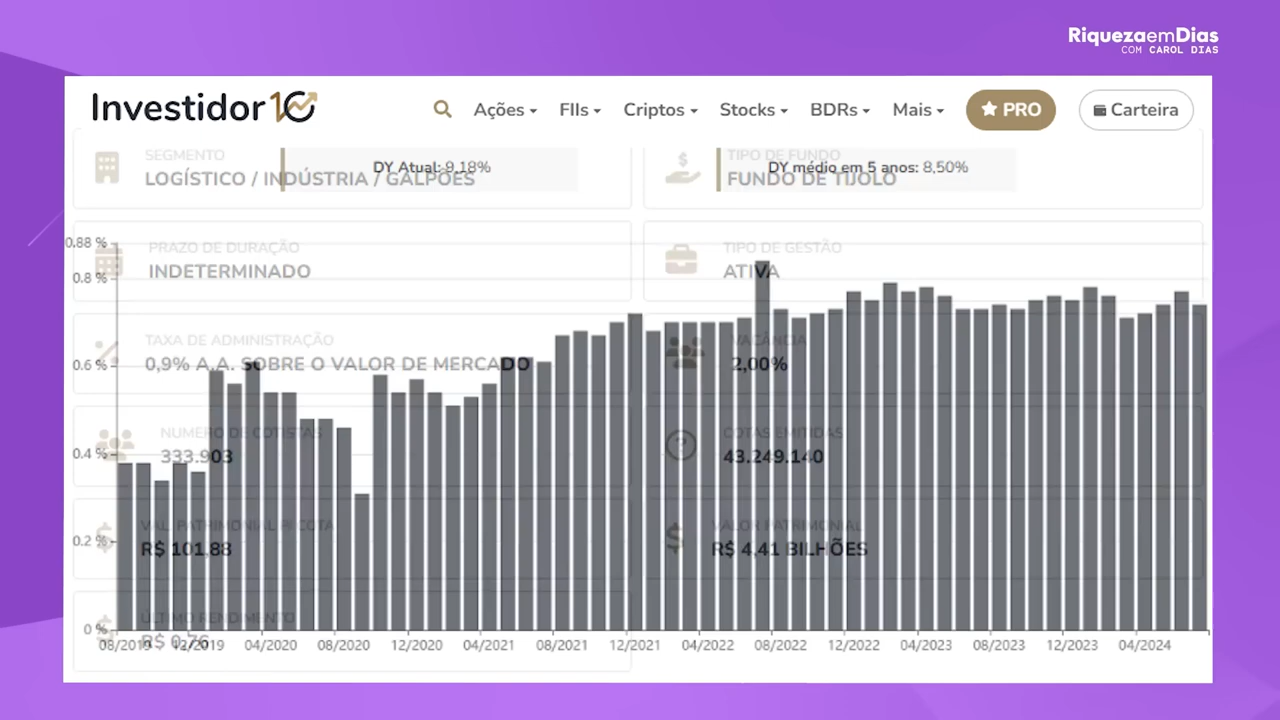 RiquezaemDias
COM CAROL DIAS
Investidor10
Ações
FIIs
Criptos
Stocks
BDRs
Mais
PRO
Carteira
SEGMENTO
LOGÍSTICO / INDÚSTRIA / GALPÕES
DY Atual: 9,18%
TIPO DE FUNDO
FUNDO DE TIJOLO
DY médio em 5 anos: 8,50%
PRAZO DE DURAÇÃO
INDETERMINADO
TIPO DE GESTÃO
ATIVA
TAXA DE ADMINISTRAÇÃO
0,9% A.A. SOBRE O VALOR DE MERCADO
VACÂNCIA
2,00%
NUMERO DE COTISTAS
333.903
COTAS EMITIDAS
43.249.140
VAL. PATRIMONIAL P/ COTA
R$ 101,88
VALOR PATRIMONIAL
R$ 4,41 BILHÕES
ÚLTIMO RENDIMENTO
R$ 0,76
0.88 %
0.8 %
0.6 %
0.4 %
0.2 %
0 %
08/2019
12/2019
04/2020
08/2020
12/2020
04/2021
08/2021
12/2021
04/2022
08/2022
12/2022
04/2023
08/2023
12/2023
04/2024